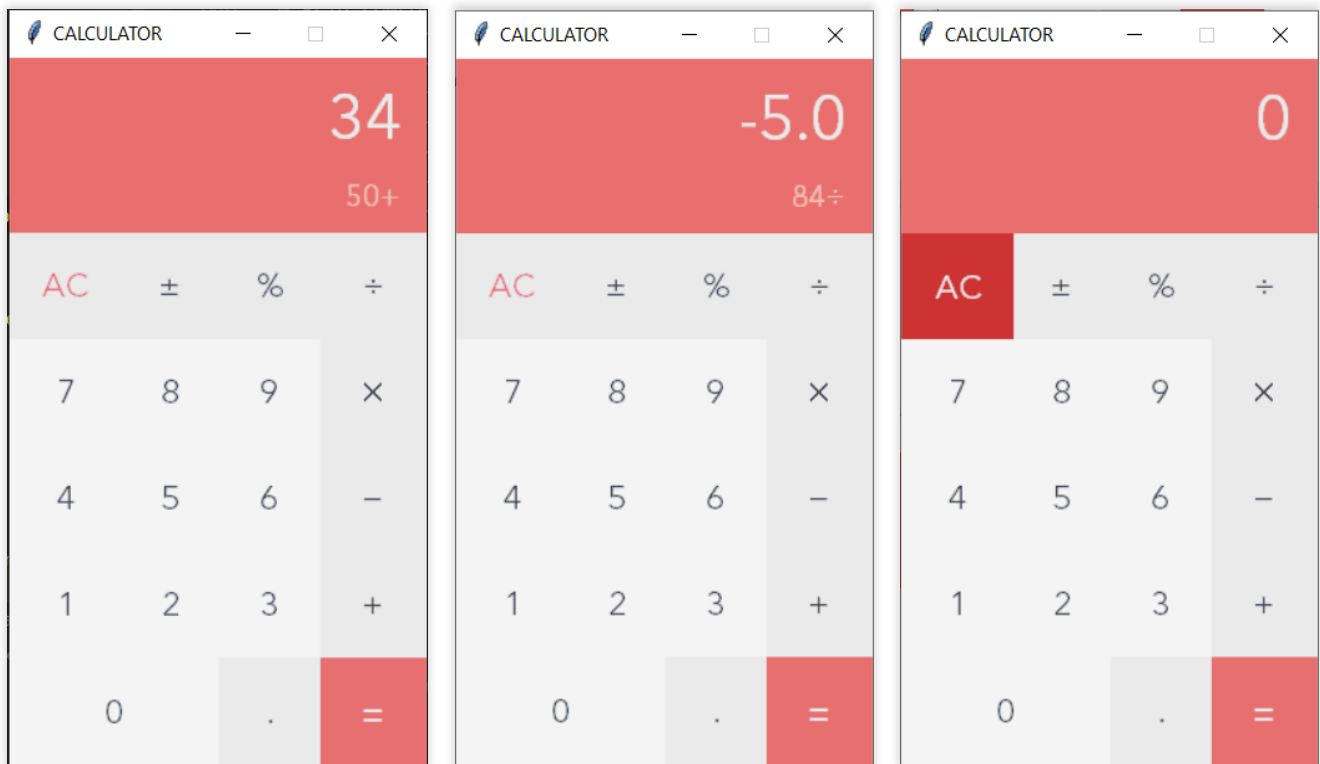 CALCULATOR
34
50+
AC ± % ÷
7 8 9 ×
4 5 6 −
1 2 3 +
0 . =
CALCULATOR
-5.0
84÷
AC ± % ÷
7 8 9 ×
4 5 6 −
1 2 3 +
0 . =
CALCULATOR
0
AC ± % ÷
7 8 9 ×
4 5 6 −
1 2 3 +
0 . =